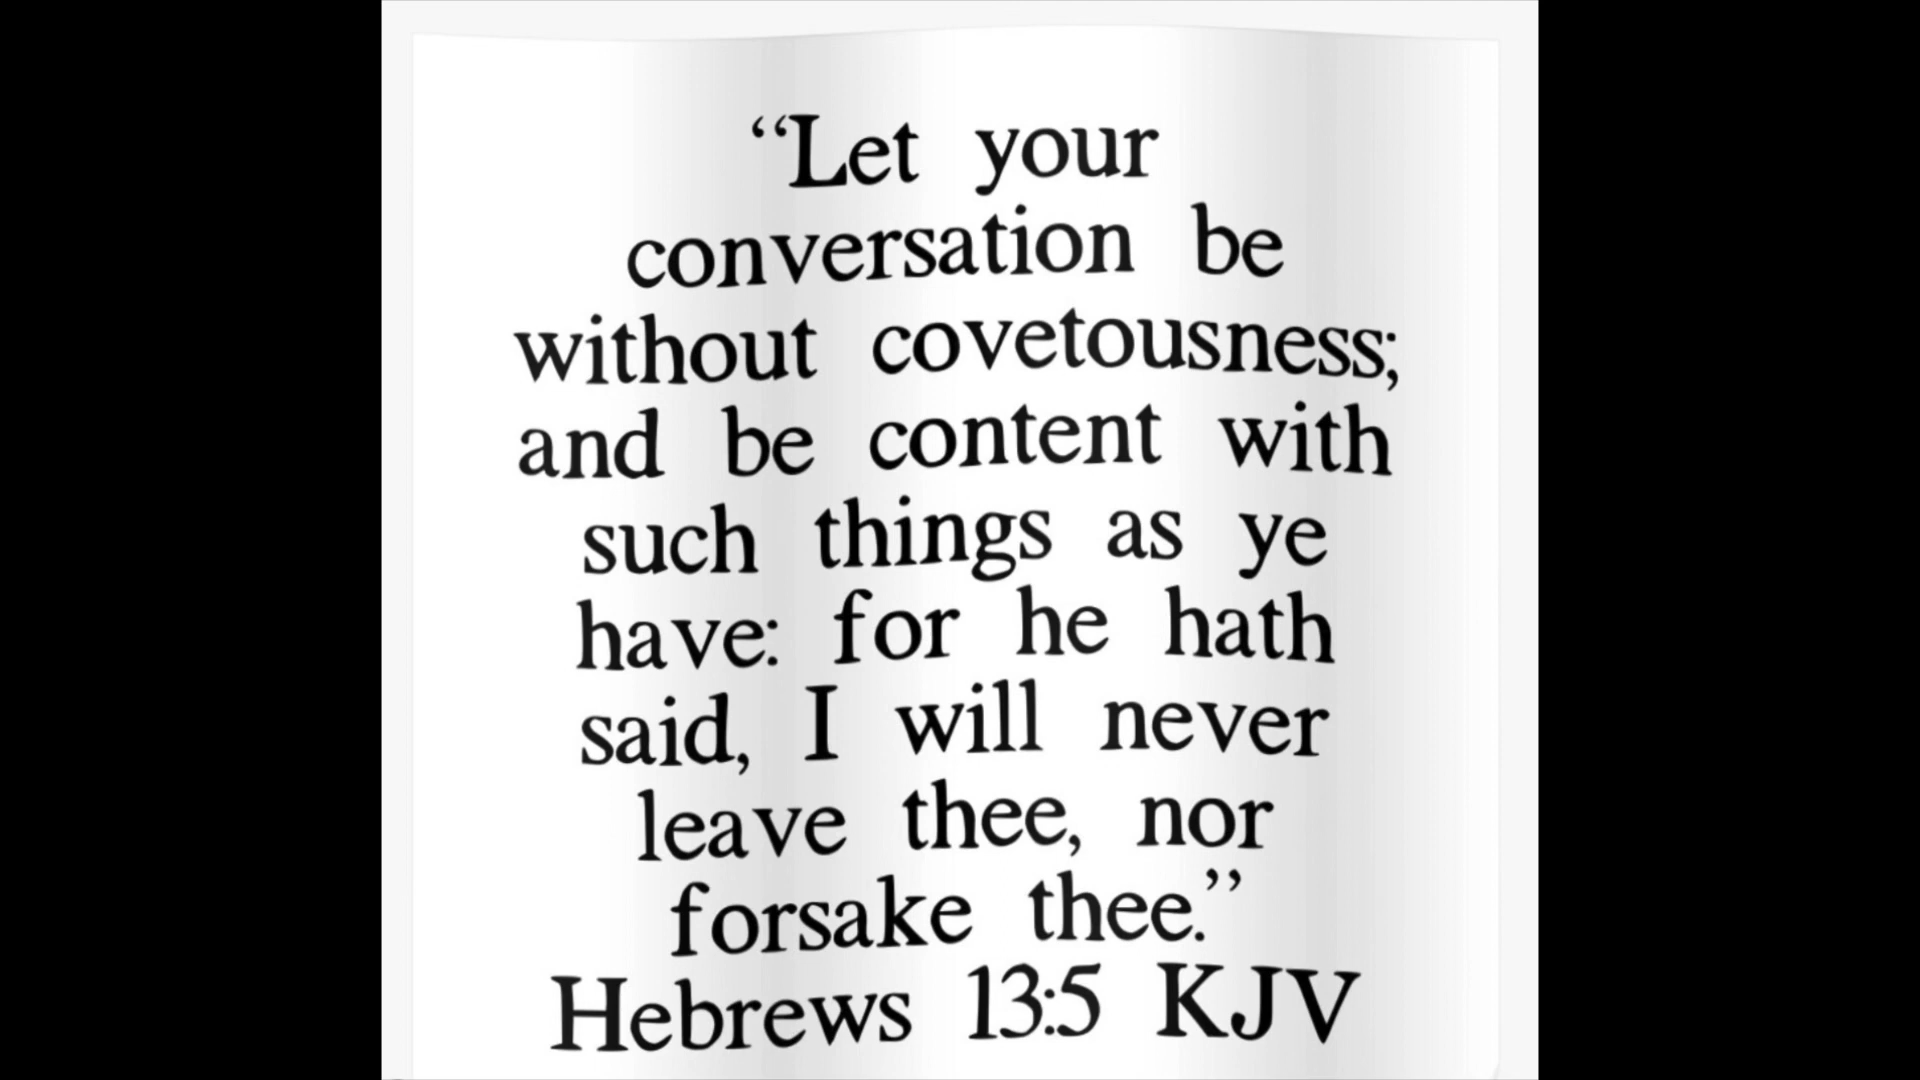 “Let your
conversation be
without covetousness;
and be content with
such things as ye
have: for he hath
said, I will never
leave thee, nor
forsake thee.”
Hebrews 13:5 KJV